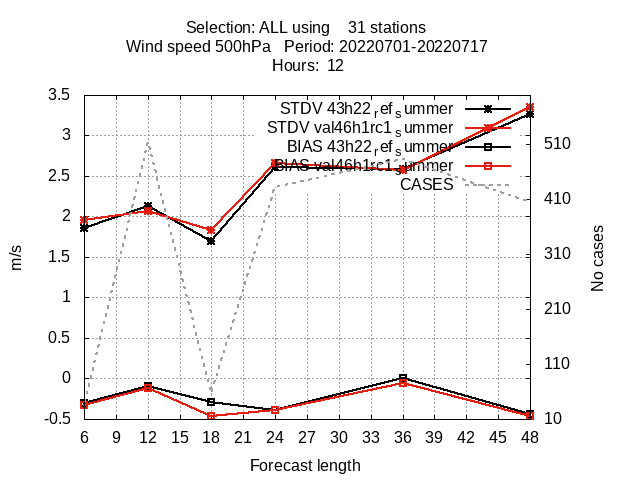 Selection: ALL using 31 stations
Wind speed 500hPa Period: 20220701-20220717
Hours: 12
3.5
3
2.5
2
1.5
1
0.5
0
-0.5
m/s
STDV 43h22_ref_summer
STDV val46h1rc1_summer
BIAS 43h22_ref_summer
BIAS val46h1rc1_summer
CASES
510
410
310
210
110
10
No cases
6 9 12 15 18 21 24 27 30 33 36 39 42 45 48
Forecast length